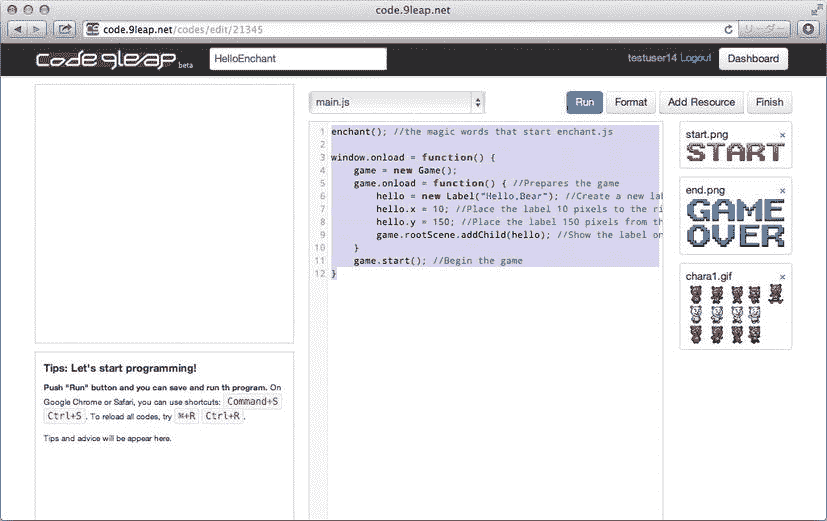 code.9leap.net
code.9leap.net/codes/edit/21345
リーダー
code 9leap beta
HelloEnchant
testuser14 Logout
Dashboard
main.js
Run
Format
Add Resource
Finish
1 enchant(); //the magic words that start enchant.js
2
3 window.onload = function() {
4 game = new Game();
5 game.onload = function() { //Prepares the game
6 hello = new Label("Hello,Bear"); //Create a new lab
7 hello.x = 10; //Place the label 10 pixels to the ri
8 hello.y = 150; //Place the label 150 pixels from th
9 game.rootScene.addChild(hello); //Show the label on
10 }
11 game.start(); //Begin the game
12 }
start.png ×
START
end.png ×
GAME
OVER
chara1.gif ×
Tips: Let's start programming!
Push "Run" button and you can save and run th program. On
Google Chrome or Safari, you can use shortcuts: Command+S
Ctrl+S . To reload all codes, try ⌘+R Ctrl+R .
Tips and advice will be appear here.